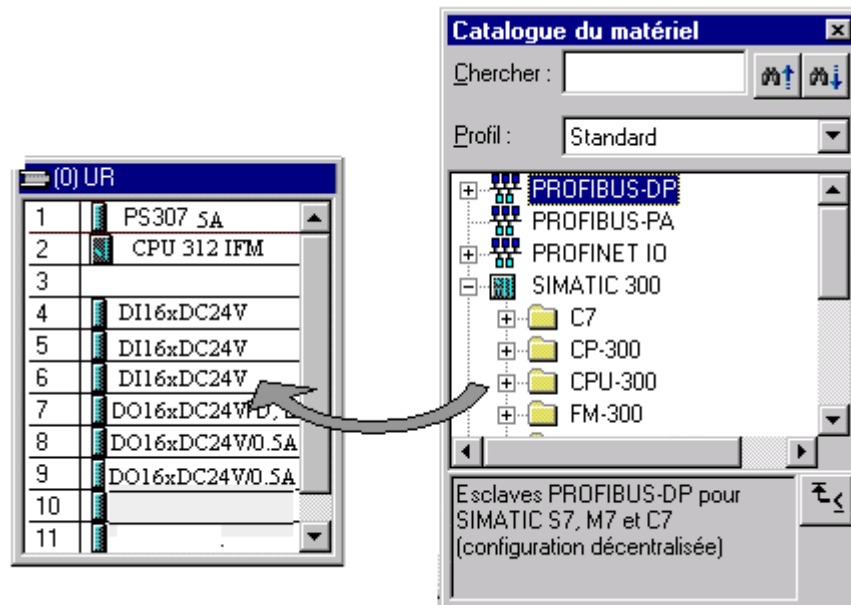 (0) UR
1 PS307 5A
2 CPU 312 IFM
3
4 DI16xDC24V
5 DI16xDC24V
6 DI16xDC24V
7 DO16xDC24V/
8 DO16xDC24V/0.5A
9 DO16xDC24V/0.5A
10
11
Catalogue du matériel
Chercher :
Profil : Standard
PROFIBUS-DP
PROFIBUS-PA
PROFINET IO
SIMATIC 300
C7
CP-300
CPU-300
FM-300
Esclaves PROFIBUS-DP pour
SIMATIC S7, M7 et C7
(configuration décentralisée)